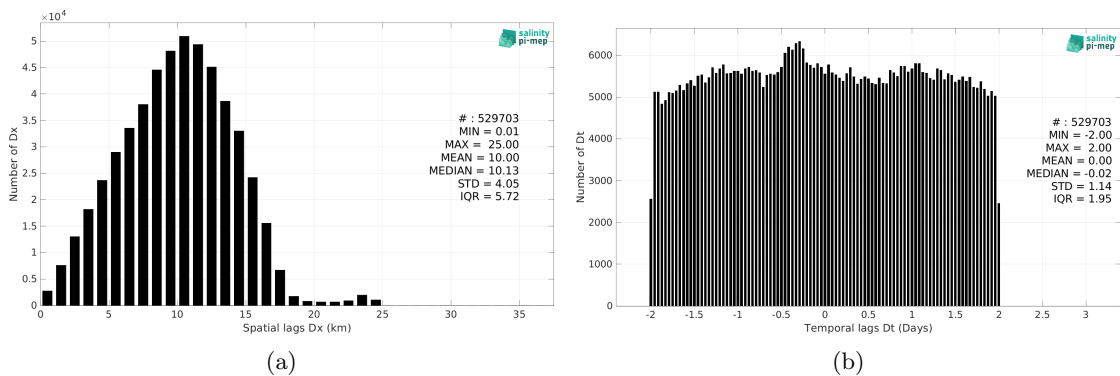 ×10⁴
salinity
pi-mep
5
4.5
4
3.5
3
2.5
2
1.5
1
0.5
0
Number of Dx
# : 529703
MIN = 0.01
MAX = 25.00
MEAN = 10.00
MEDIAN = 10.13
STD = 4.05
IQR = 5.72
0 5 10 15 20 25 30 35
Spatial lags Dx (km)
(a)
salinity
pi-mep
6000
5000
4000
3000
2000
1000
0
Number of Dt
# : 529703
MIN = -2.00
MAX = 2.00
MEAN = 0.00
MEDIAN = -0.02
STD = 1.14
IQR = 1.95
-2 -1.5 -1 -0.5 0 0.5 1 1.5 2 2.5 3
Temporal lags Dt (Days)
(b)